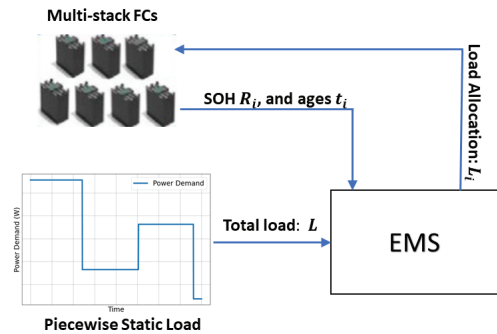 Multi-stack FCs
SOH R_i, and ages t_i
Load Allocation: L_i
Power Demand
Power Demand (W)
Time
Total load: L
EMS
Piecewise Static Load